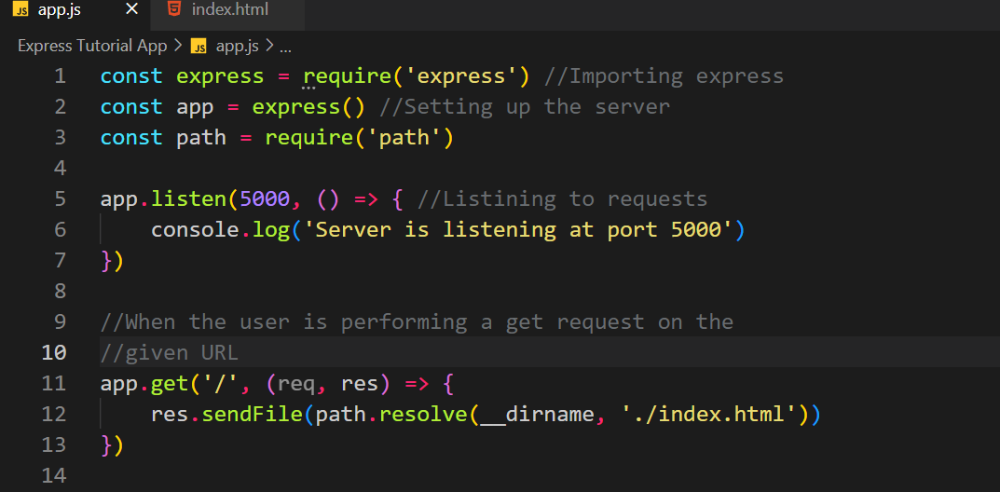 JS app.js × index.html
Express Tutorial App > JS app.js > ...
1 const express = require('express') //Importing express
2 const app = express() //Setting up the server
3 const path = require('path')
4
5 app.listen(5000, () => { //Listining to requests
6     console.log('Server is listening at port 5000')
7 })
8
9 //When the user is performing a get request on the
10 //given URL
11 app.get('/', (req, res) => {
12     res.sendFile(path.resolve(__dirname, './index.html'))
13 })
14